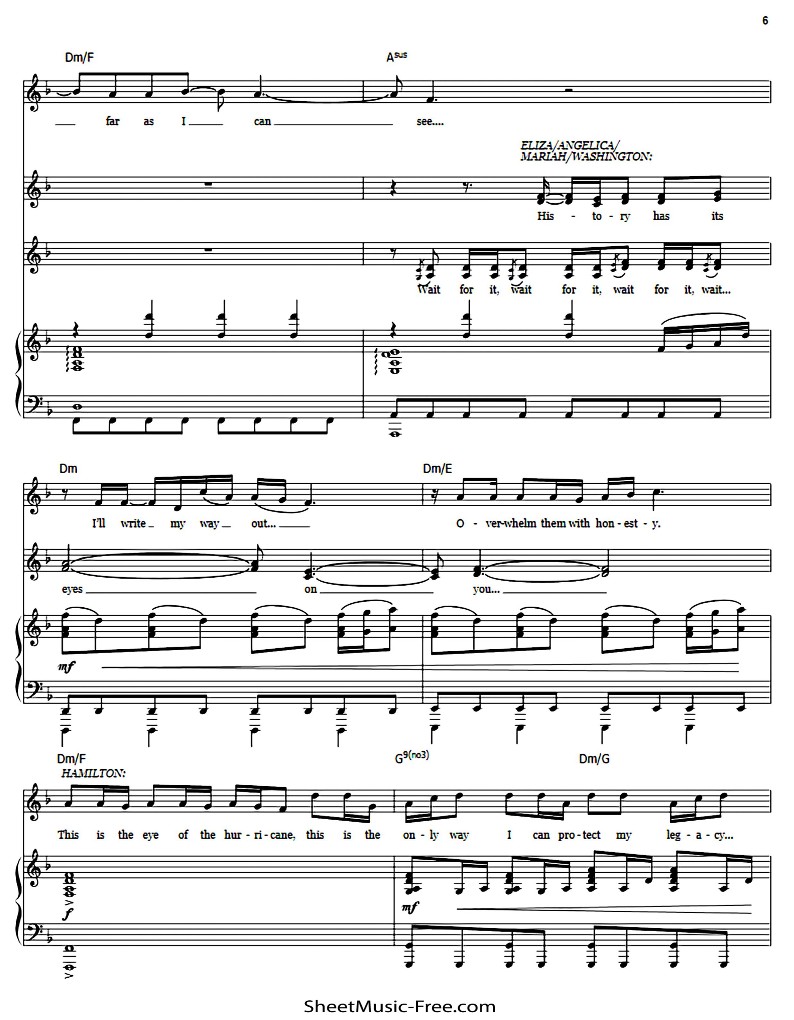 6
Dm/F Asus
far as I can see....
ELIZA/ANGELICA/
MARIAH/WASHINGTON:
His - to - ry has its
Wait for it, wait for it, wait for it, wait...
Dm Dm/E
I'll write my way out...
O - ver-whelm them with hon - est - y.
eyes on you...
mf
Dm/F G9(no3) Dm/G
HAMILTON:
This is the eye of the hur - ri - cane, this is the on - ly way I can pro - tect my leg - a - cy...
f mf
SheetMusic-Free.com